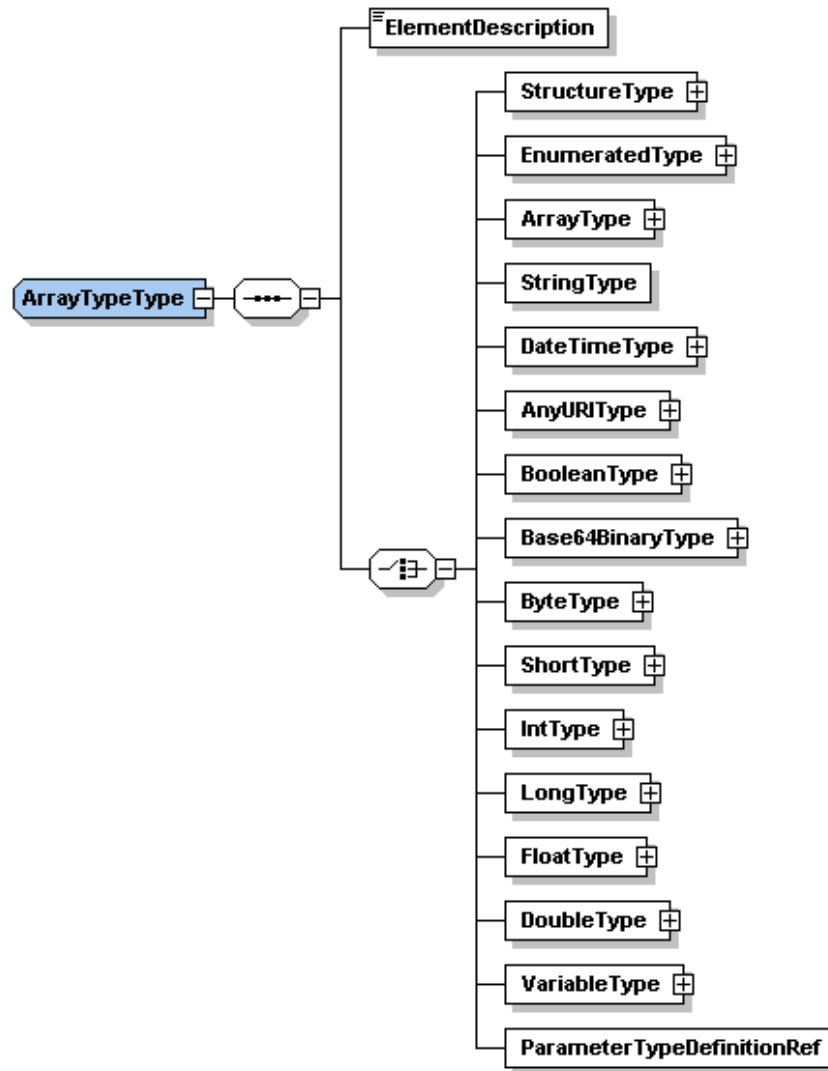 ElementDescription
StructureType
EnumeratedType
ArrayType
StringType
ArrayTypeType
DateTimeType
AnyURIType
BooleanType
Base64BinaryType
ByteType
ShortType
IntType
LongType
FloatType
DoubleType
VariableType
ParameterTypeDefinitionRef